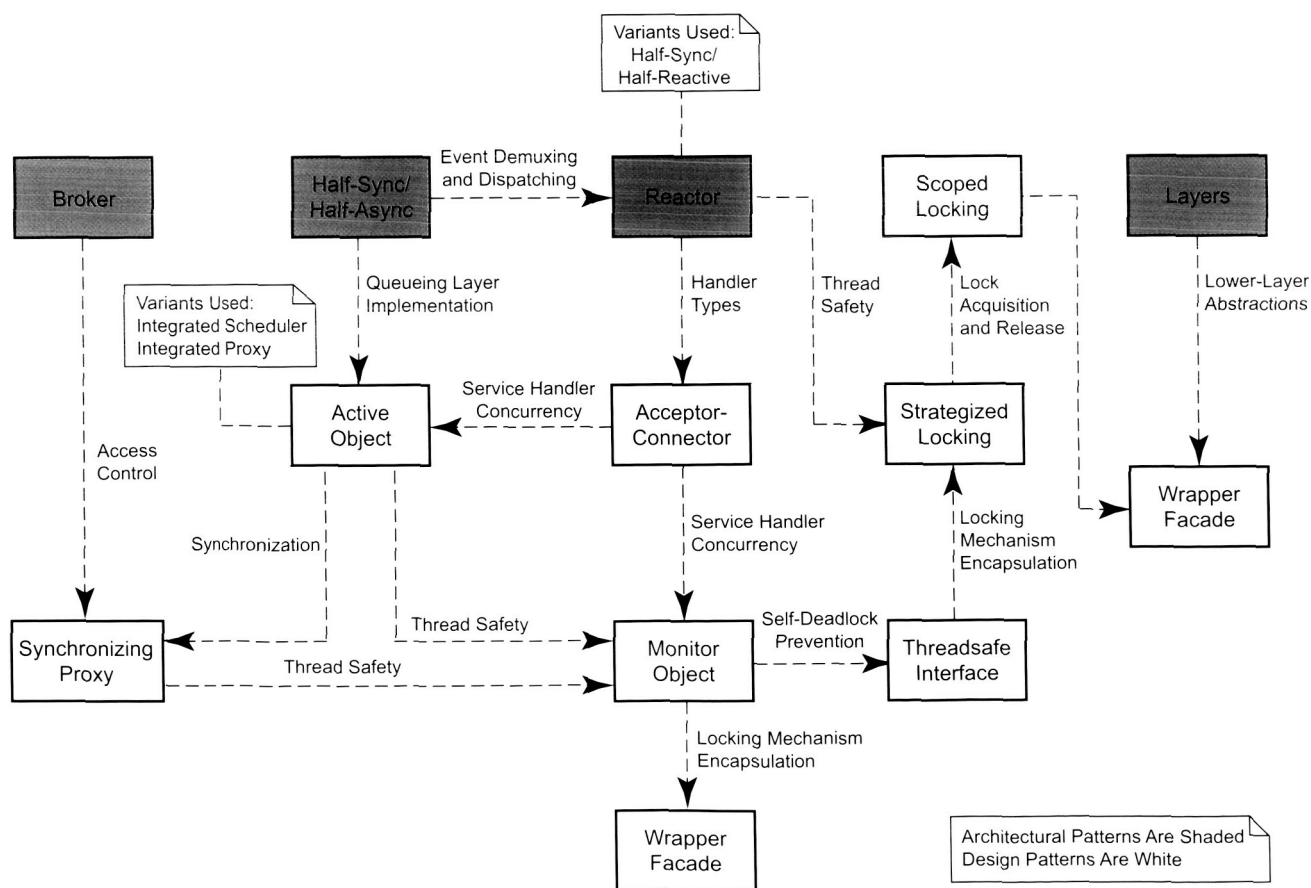 Variants Used:
Half-Sync/
Half-Reactive
Broker
Half-Sync/
Half-Async
Event Demuxing
and Dispatching
Reactor
Scoped
Locking
Layers
Variants Used:
Integrated Scheduler
Integrated Proxy
Queueing Layer
Implementation
Handler
Types
Thread
Safety
Lock
Acquisition
and Release
Lower-Layer
Abstractions
Active
Object
Service Handler
Concurrency
Acceptor-
Connector
Strategized
Locking
Access
Control
Wrapper
Facade
Synchronization
Service Handler
Concurrency
Locking
Mechanism
Encapsulation
Synchronizing
Proxy
Thread Safety
Thread Safety
Monitor
Object
Self-Deadlock
Prevention
Threadsafe
Interface
Locking Mechanism
Encapsulation
Wrapper
Facade
Architectural Patterns Are Shaded
Design Patterns Are White